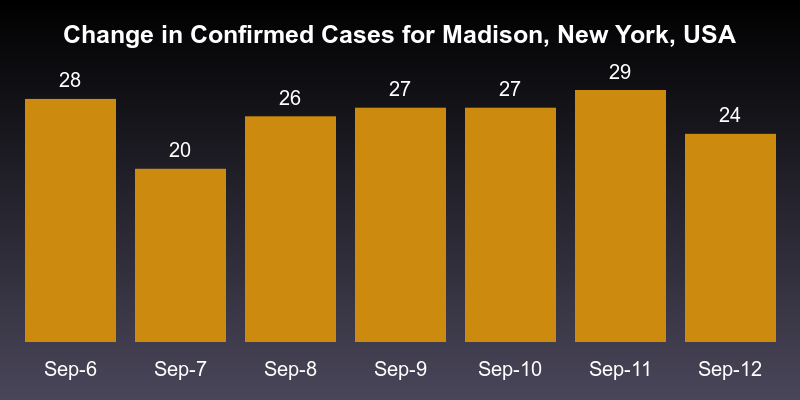 Change in Confirmed Cases for Madison, New York, USA
28
20
26
27
27
29
24
Sep-6
Sep-7
Sep-8
Sep-9
Sep-10
Sep-11
Sep-12